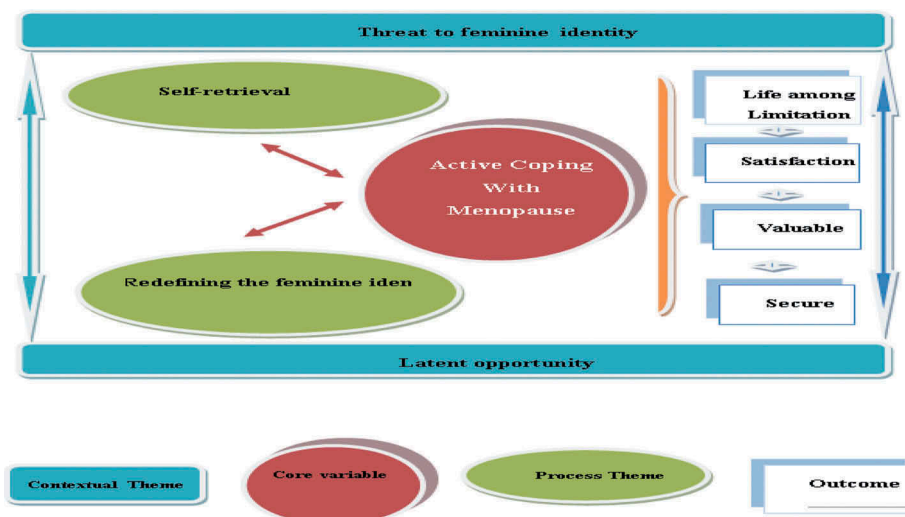 Threat to feminine identity
Self-retrieval
Active Coping
With
Menopause
Redefining the feminine iden
Life among
Limitation
Satisfaction
Valuable
Secure
Latent opportunity
Contextual Theme
Core variable
Process Theme
Outcome